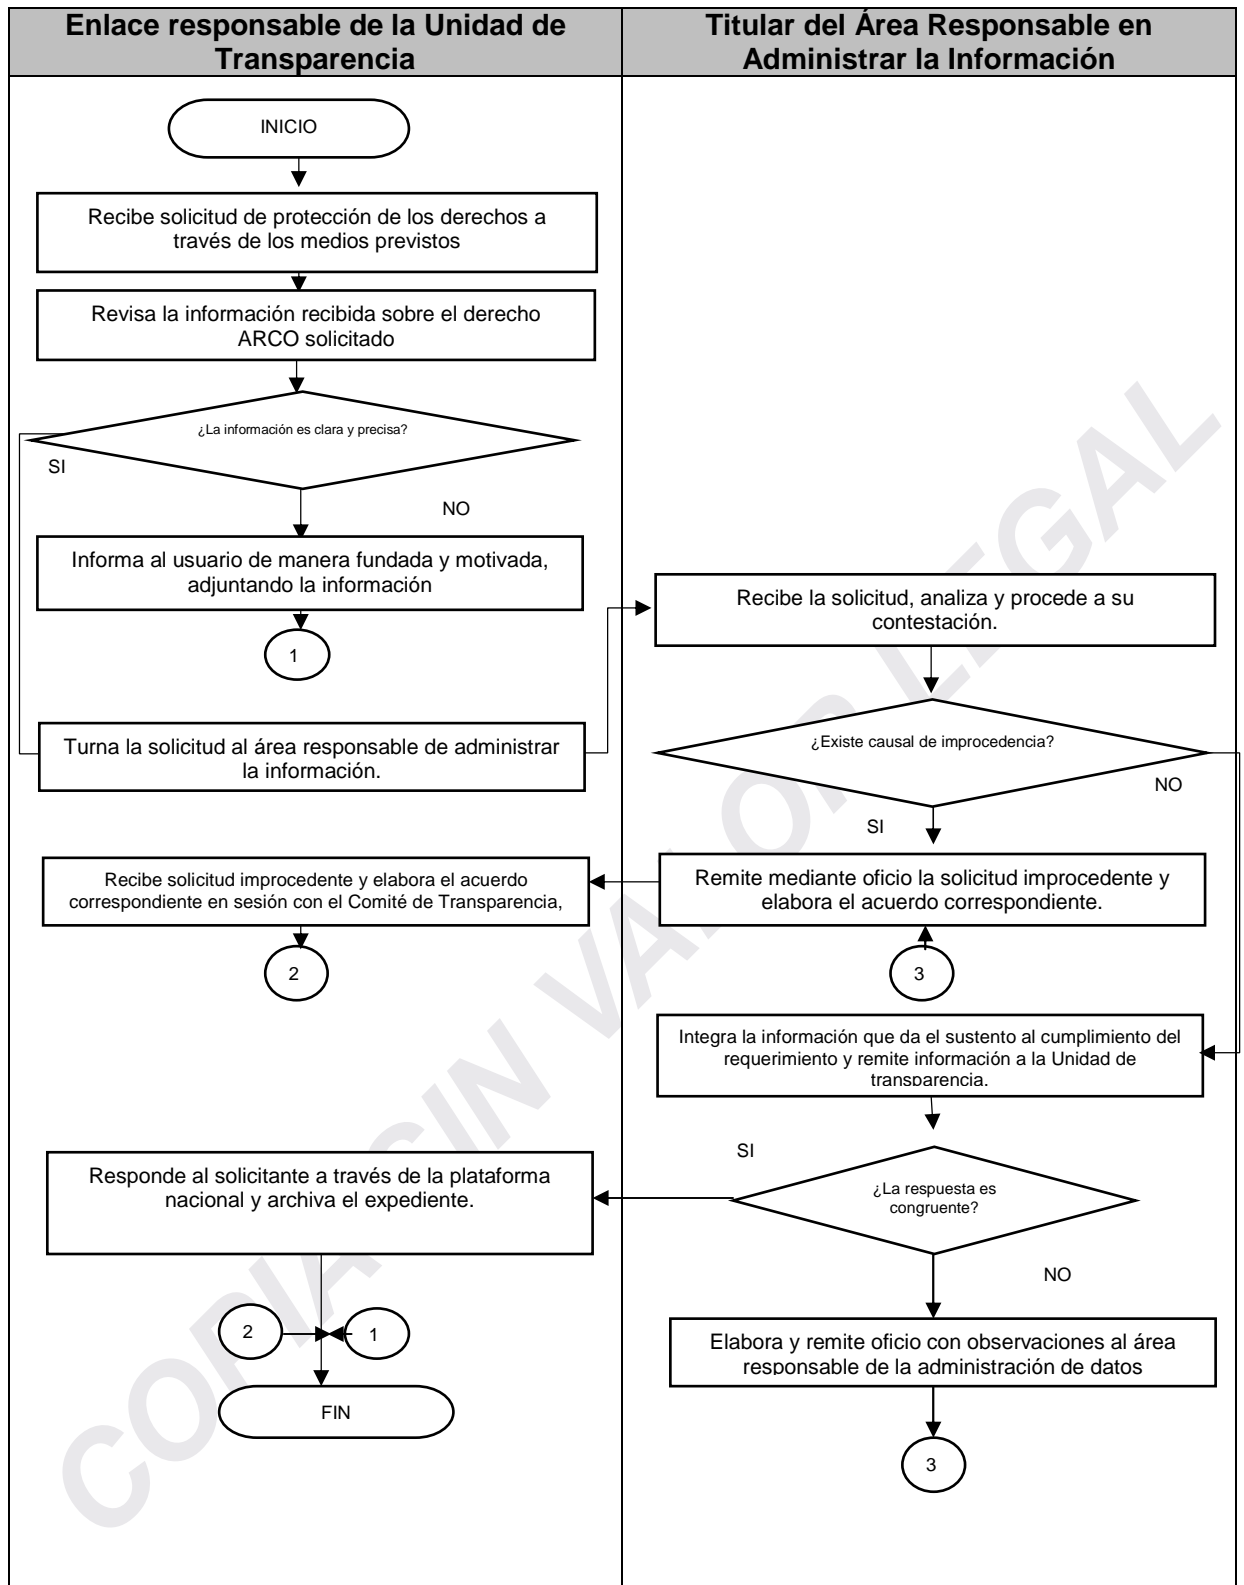 Enlace responsable de la Unidad de
Transparencia
Titular del Área Responsable en
Administrar la Información
INICIO
Recibe solicitud de protección de los derechos a
través de los medios previstos
Revisa la información recibida sobre el derecho
ARCO solicitado
¿La información es clara y precisa?
SI
NO
Informa al usuario de manera fundada y motivada,
adjuntando la información
1
Turna la solicitud al área responsable de administrar
la información.
Recibe la solicitud, analiza y procede a su
contestación.
¿Existe causal de improcedencia?
NO
SI
Remite mediante oficio la solicitud improcedente y
elabora el acuerdo correspondiente.
Recibe solicitud improcedente y elabora el acuerdo
correspondiente en sesión con el Comité de Transparencia,
2
3
Integra la información que da el sustento al cumplimiento del
requerimiento y remite información a la Unidad de
transparencia.
SI
¿La respuesta es
congruente?
NO
Responde al solicitante a través de la plataforma
nacional y archiva el expediente.
2
1
FIN
Elabora y remite oficio con observaciones al área
responsable de la administración de datos
3
COPIA SIN VALOR LEGAL